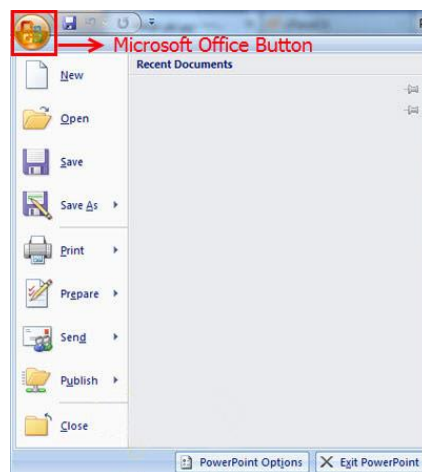 Microsoft Office Button
Recent Documents
New
Open
Save
Save As
Print
Prepare
Send
Publish
Close
PowerPoint Options
Exit PowerPoint